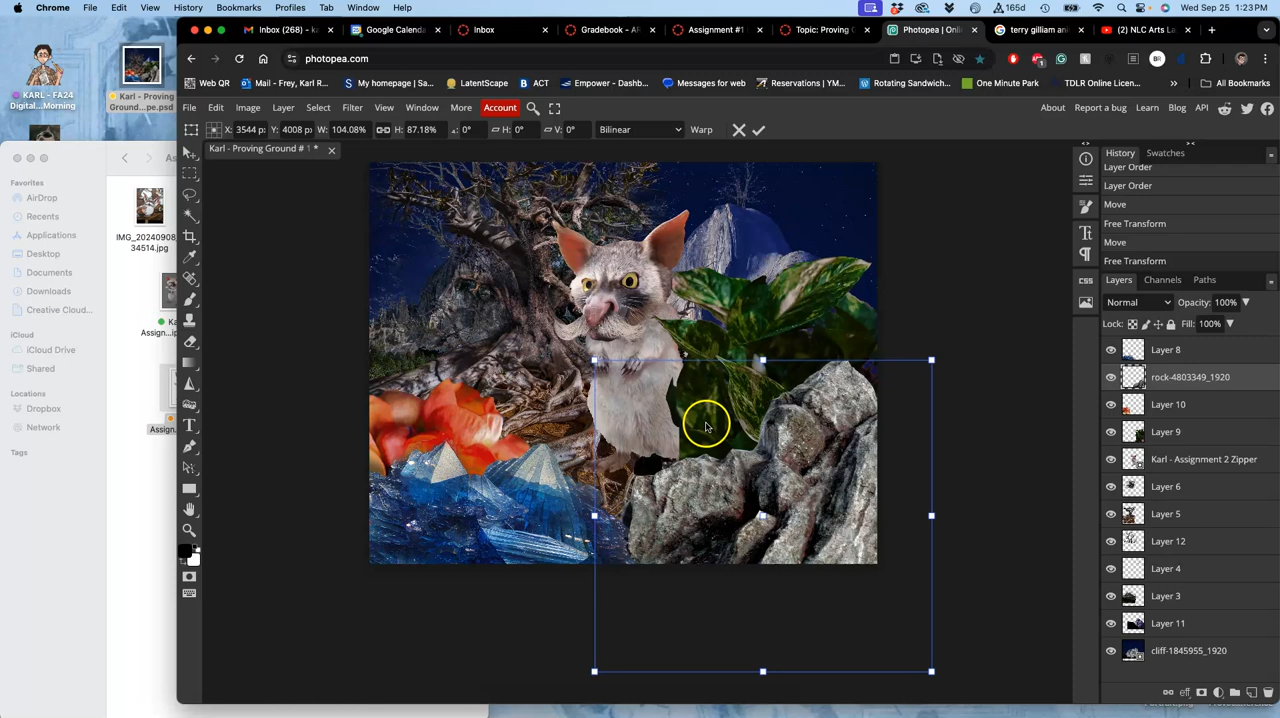 Chrome File Edit View History Bookmarks Profiles Tab Window Help 165d Wed Sep 25 1:23 PM
KARL - FA24
Digital...Morning
Karl - Proving
Ground...pe.psd
Inbox (268) - ka Google Calenda Inbox Gradebook - AR Assignment #1 Topic: Proving G Photopea | Onli terry gilliam ani (2) NLC Arts Le
photopea.com
Web QR Mail - Frey, Karl R... My homepage | Sa... LatentScape ACT Empower - Dashb... Messages for web Rotating Sandwich... One Minute Park TDLR Online Licen... All Bookmarks
File Edit Image Layer Select Filter View Window More Account About Report a bug Learn Blog API
X: 3544 p: Y: 4008 p: W: 104.08% H: 87.18% 0° H: 0° V: 0° Bilinear Warp
Karl - Proving Ground # 1 *
History Swatches
Layer Order
Layer Order
Move
Free Transform
Move
Free Transform
Layers Channels Paths
CSS
Normal Opacity: 100%
Lock: Fill: 100%
Layer 8
rock-4803349_1920
Layer 10
Layer 9
Karl - Assignment 2 Zipper
Layer 6
Layer 5
Layer 12
Layer 4
Layer 3
Layer 11
cliff-1845955_1920
Favorites
AirDrop
Recents
Applications
Desktop
Documents
Downloads
Creative Cloud...
iCloud
iCloud Drive
Shared
Locations
Dropbox
Network
Tags
IMG_20240908_
34514.jpg